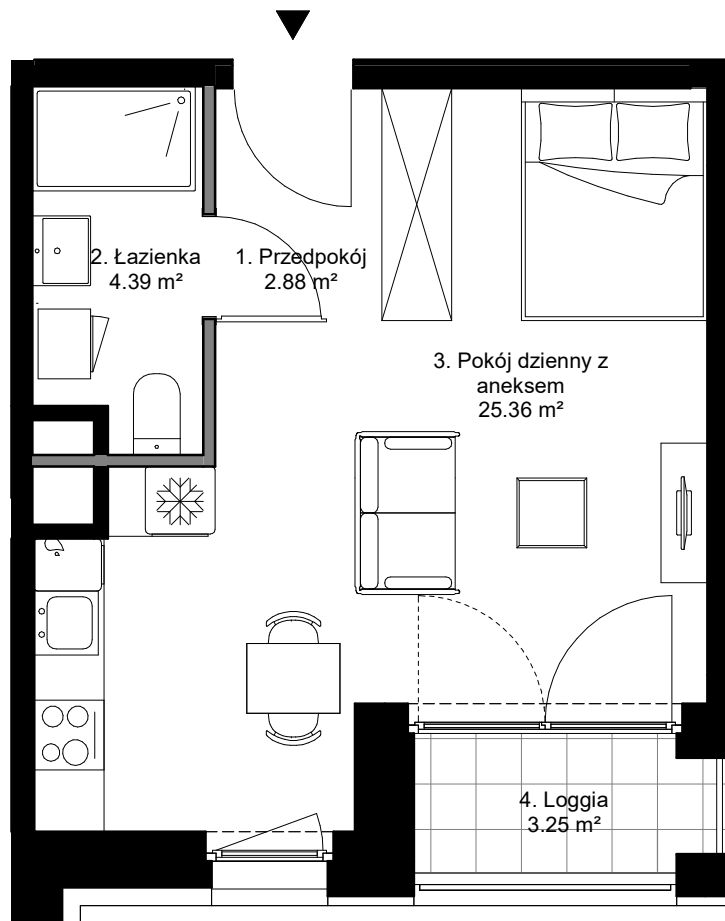 2. Łazienka
4.39 m²
1. Przedpokój
2.88 m²
3. Pokój dzienny z
aneksem
25.36 m²
4. Loggia
3.25 m²